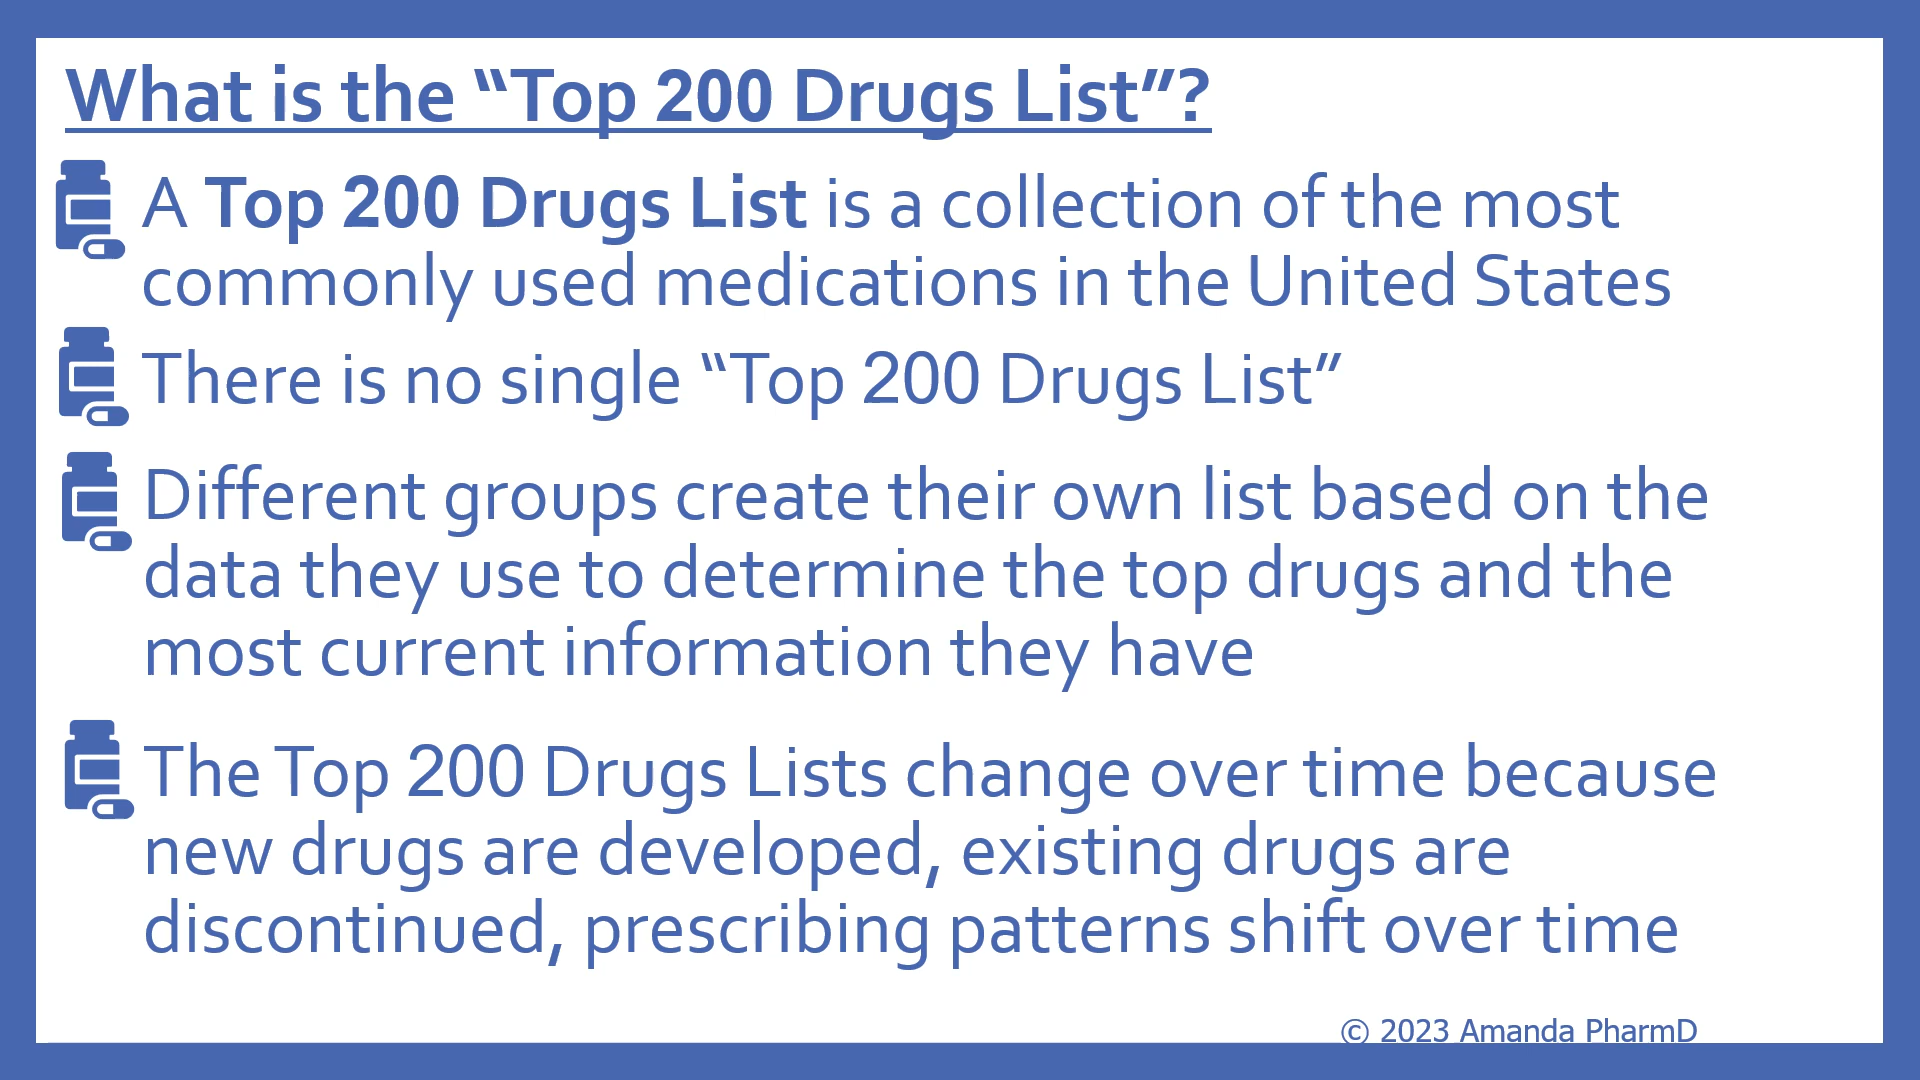 What is the “Top 200 Drugs List”?
A Top 200 Drugs List is a collection of the most
commonly used medications in the United States
There is no single “Top 200 Drugs List”
Different groups create their own list based on the
data they use to determine the top drugs and the
most current information they have
The Top 200 Drugs Lists change over time because
new drugs are developed, existing drugs are
discontinued, prescribing patterns shift over time
© 2023 Amanda PharmD